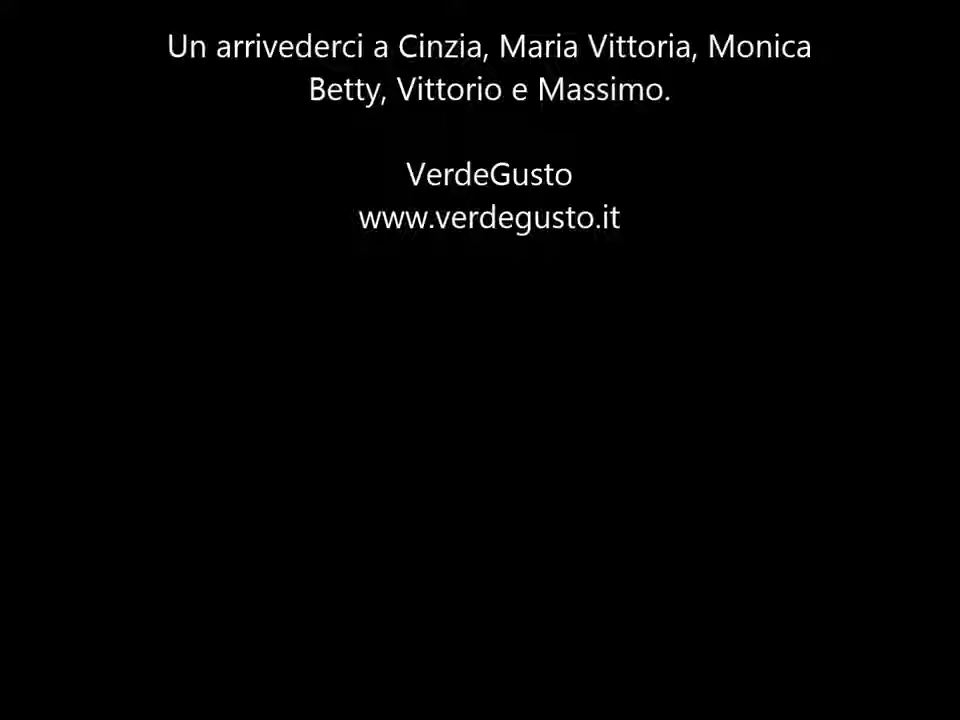 Un arrivederci a Cinzia, Maria Vittoria, Monica
Betty, Vittorio e Massimo.
VerdeGusto
www.verdegusto.it